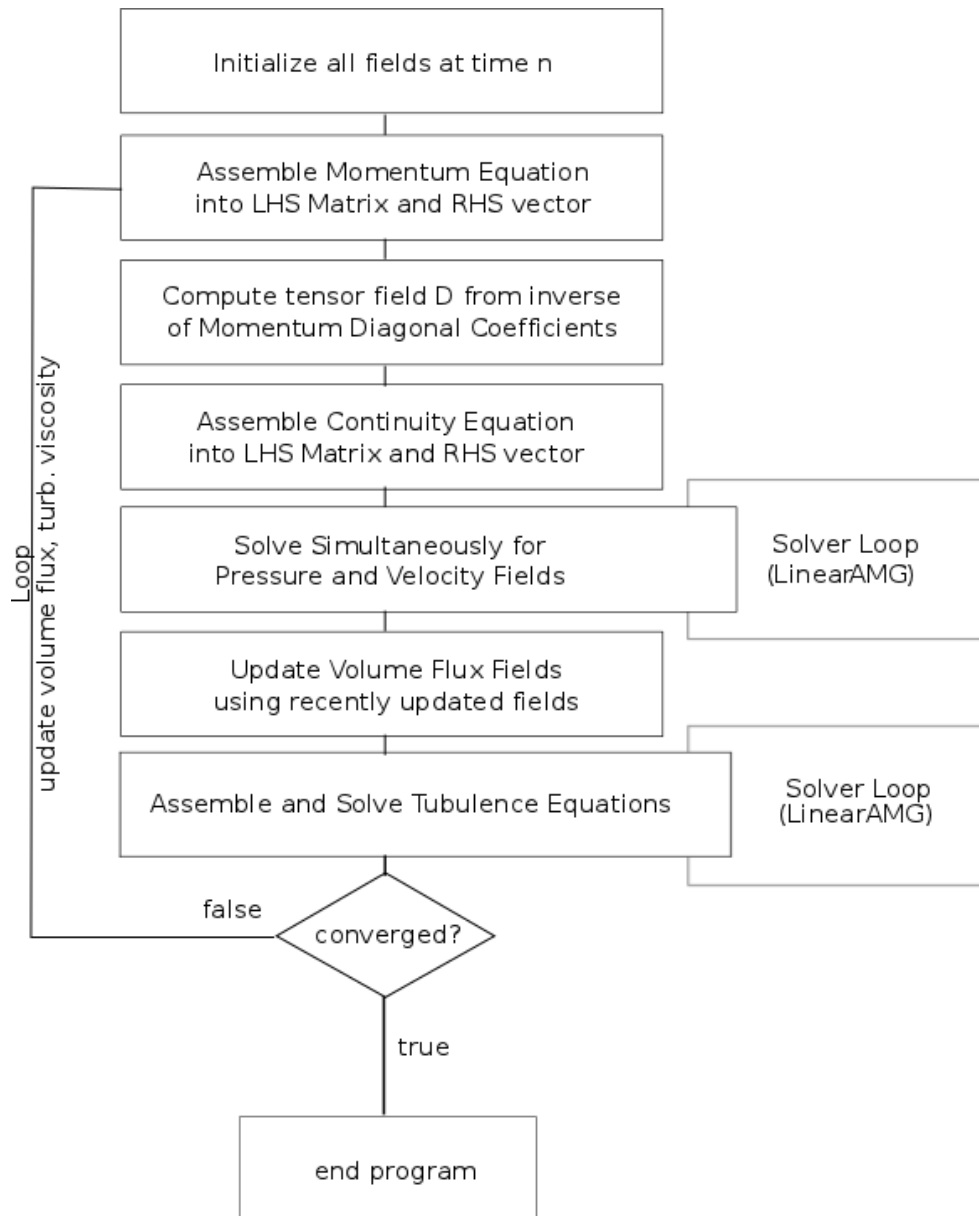 Initialize all fields at time n
Assemble Momentum Equation
into LHS Matrix and RHS vector
Compute tensor field D from inverse
of Momentum Diagonal Coefficients
Assemble Continuity Equation
into LHS Matrix and RHS vector
Solve Simultaneously for
Pressure and Velocity Fields
Solver Loop
(LinearAMG)
Update Volume Flux Fields
using recently updated fields
Assemble and Solve Tubulence Equations
Solver Loop
(LinearAMG)
Loop
update volume flux, turb. viscosity
false
converged?
true
end program